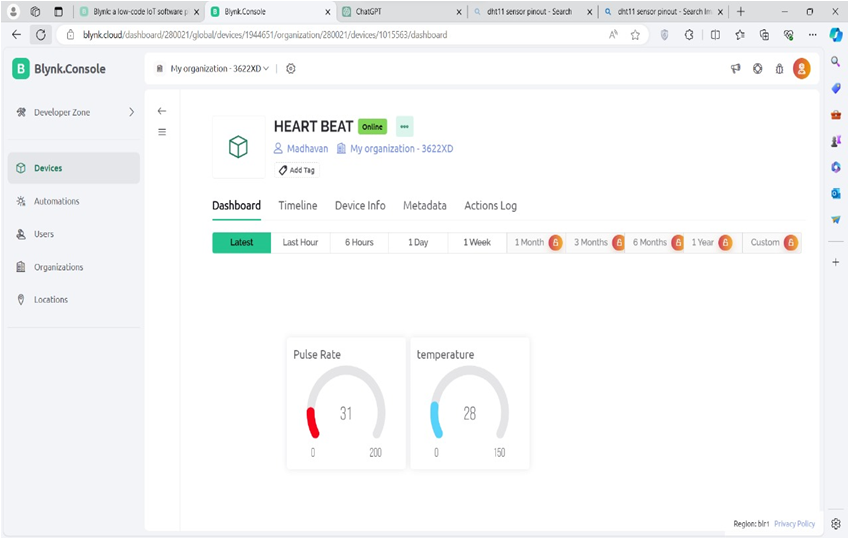 Blynk: a low-code IoT software p
Blynk.Console
ChatGPT
dht11 sensor pinout - Search
dht11 sensor pinout - Search Im
blynk.cloud/dashboard/280021/global/devices/1944651/organization/280021/devices/1015563/dashboard
B Blynk.Console
My organization - 3622XD
Developer Zone
Devices
Automations
Users
Organizations
Locations
HEART BEAT Online
Madhavan My organization - 3622XD
Add Tag
Dashboard Timeline Device Info Metadata Actions Log
Latest Last Hour 6 Hours 1 Day 1 Week 1 Month 3 Months 6 Months 1 Year Custom
Pulse Rate
31
0 200
temperature
28
0 150
Region: blr1 Privacy Policy